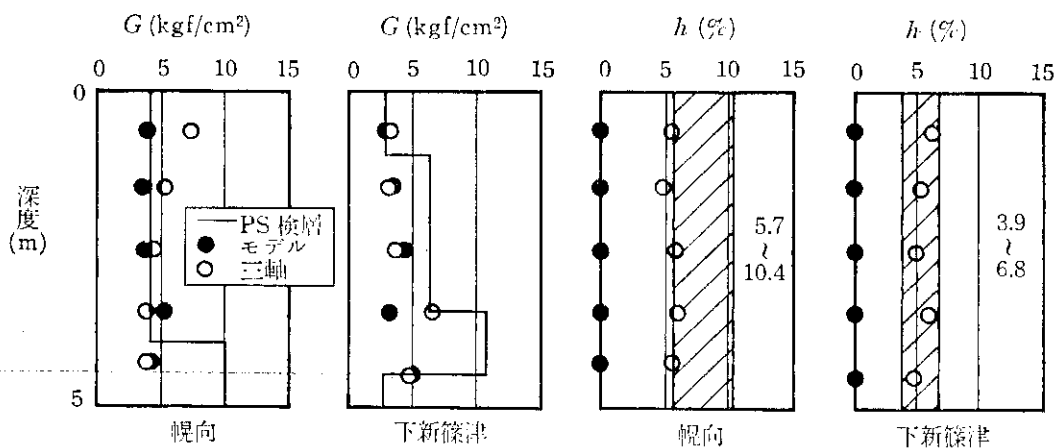 G (kgf/cm²)
G (kgf/cm²)
h (%)
h (%)
0 5 10 15
0 5 10 15
0 5 10 15
0 5 10 15
0
深度
(m)
5
PS 検層
モデル
三軸
5.7
～
10.4
3.9
～
6.8
幌向
下新篠津
幌向
下新篠津